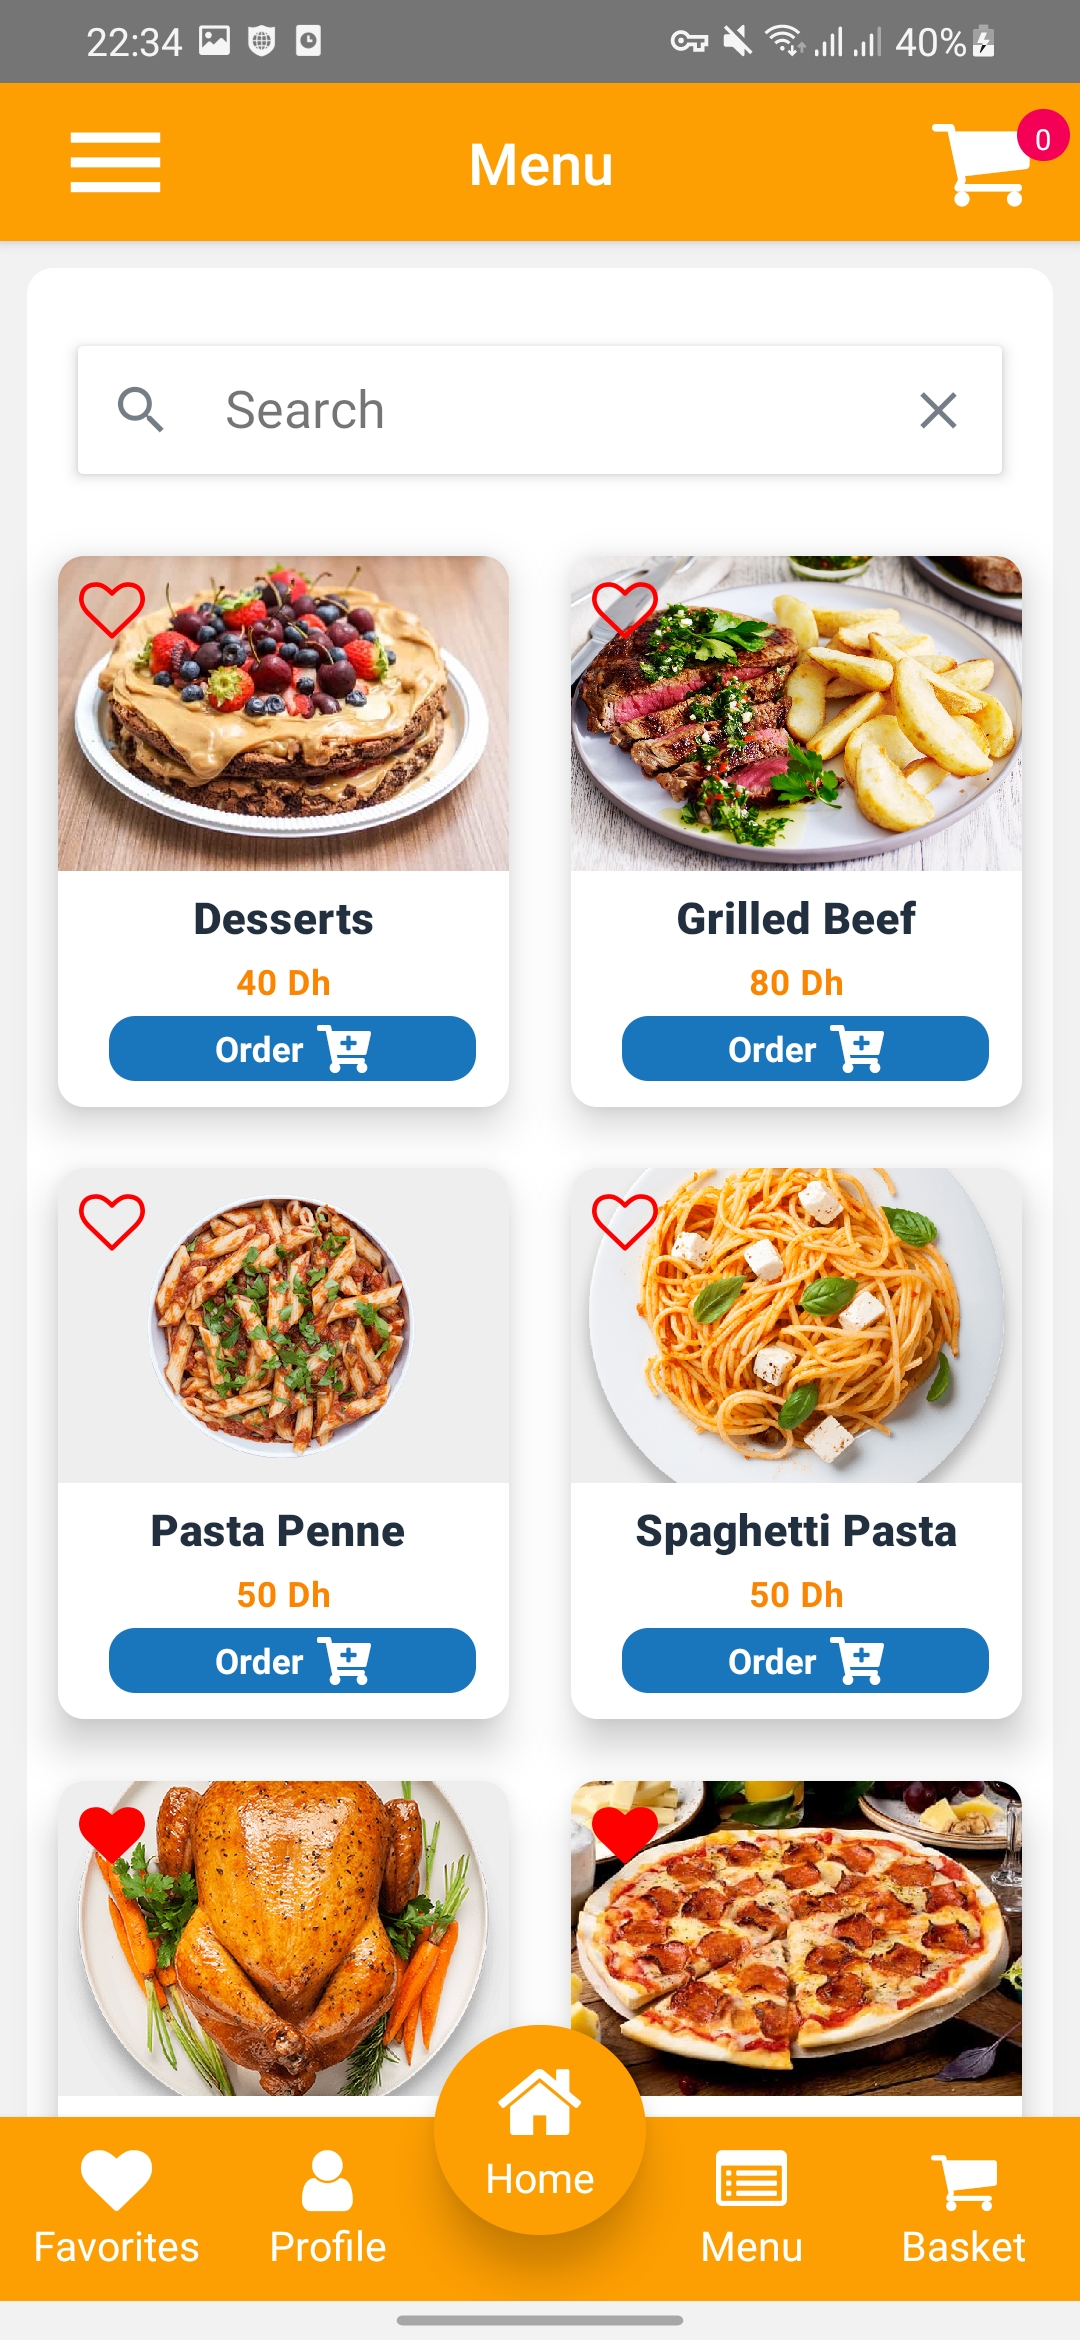 22:34 40%
Menu 0
Search
Desserts
40 Dh
Order
Grilled Beef
80 Dh
Order
Pasta Penne
50 Dh
Order
Spaghetti Pasta
50 Dh
Order
Favorites
Profile
Home
Menu
Basket